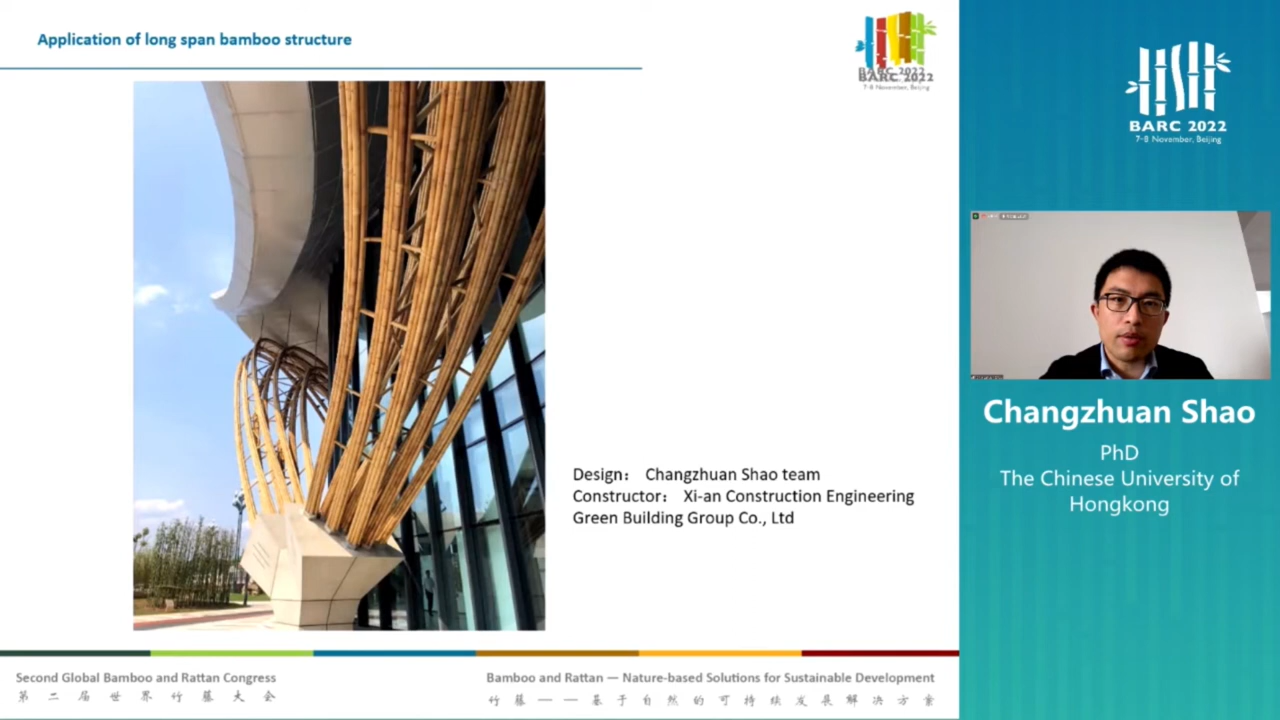 Application of long span bamboo structure
BARC 2022
7-8 November, Beijing
Design： Changzhuan Shao team
Constructor： Xi-an Construction Engineering
Green Building Group Co., Ltd
Second Global Bamboo and Rattan Congress
第二届世界竹藤大会
Bamboo and Rattan — Nature-based Solutions for Sustainable Development
竹藤——基于自然的可持续发展解决方案
BARC 2022
7-8 November, Beijing
Changzhuan Shao
PhD
The Chinese University of
Hongkong